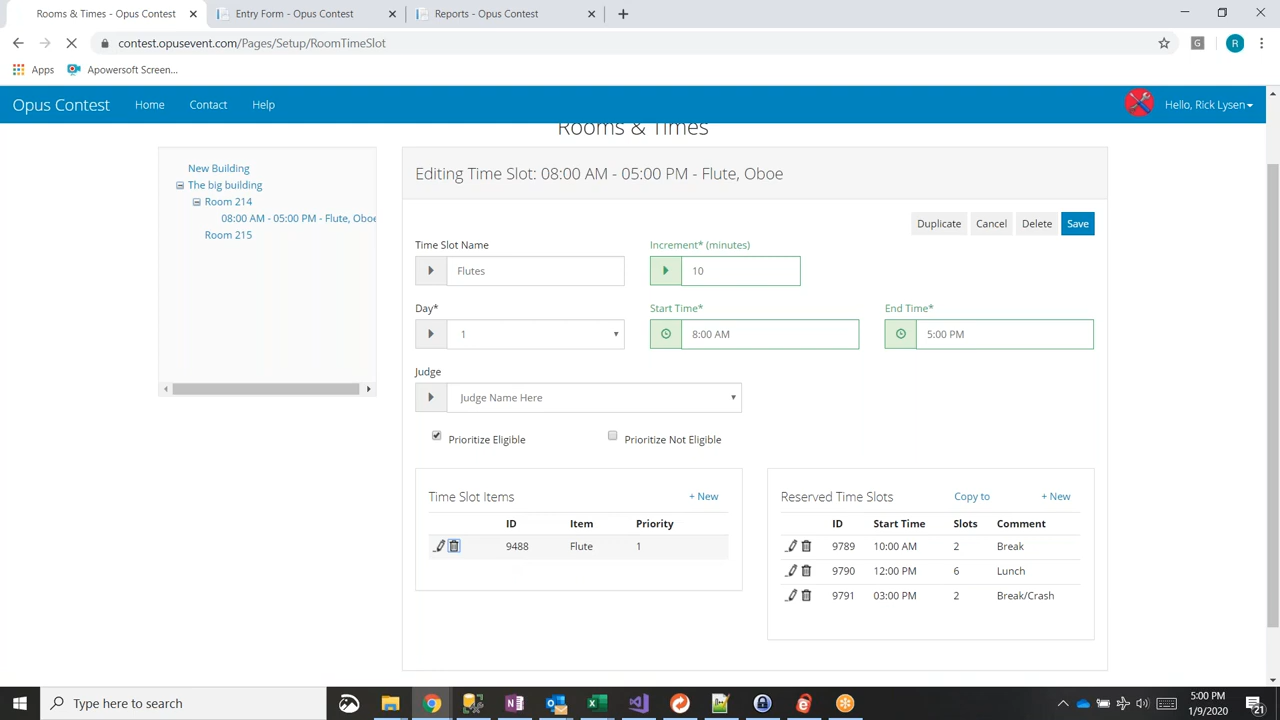 Rooms & Times - Opus Contest
Entry Form - Opus Contest
Reports - Opus Contest
contest.opusevent.com/Pages/Setup/RoomTimeSlot
G
R
Apps
Apowersoft Screen...
Opus Contest
Home
Contact
Help
Hello, Rick Lysen
Rooms & Times
New Building
The big building
Room 214
08:00 AM - 05:00 PM - Flute, Oboe
Room 215
Editing Time Slot: 08:00 AM - 05:00 PM - Flute, Oboe
Duplicate
Cancel
Delete
Save
Time Slot Name
Increment* (minutes)
Flutes
10
Day*
Start Time*
End Time*
1
8:00 AM
5:00 PM
Judge
Judge Name Here
Prioritize Eligible
Prioritize Not Eligible
Time Slot Items
+ New
ID Item Priority
9488 Flute 1
Reserved Time Slots
Copy to
+ New
ID Start Time Slots Comment
9789 10:00 AM 2 Break
9790 12:00 PM 6 Lunch
9791 03:00 PM 2 Break/Crash
Type here to search
5:00 PM
1/9/2020
21